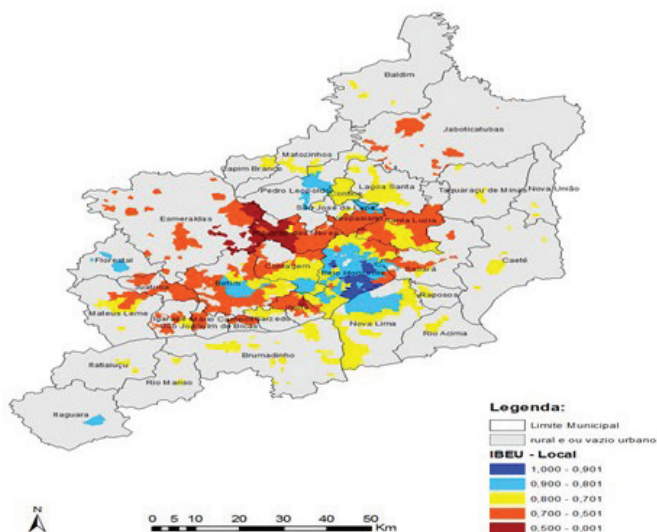 Baldim
Jaboticatubas
Matozinhos
Capim Branco
Pedro Leopoldo
Lagoa Santa
Taquaraçu de Minas
Nova União
São José da Lapa
Esmeraldas
Santa Luzia
Contagem
Caeté
Florestal
Betim
Belo Horizonte
Sabará
Juatuba
Raposos
Mateus Leme
Nova Lima
Rio Acima
Brumadinho
Itatiaiuçu
Rio Manso
Itaguara
Legenda:
Limite Municipal
rural e ou vazio urbano
IBEU - Local
1,000 - 0,901
0,900 - 0,801
0,800 - 0,701
0,700 - 0,501
0,500 - 0,001
N
0 5 10 20 30 40 50
Km